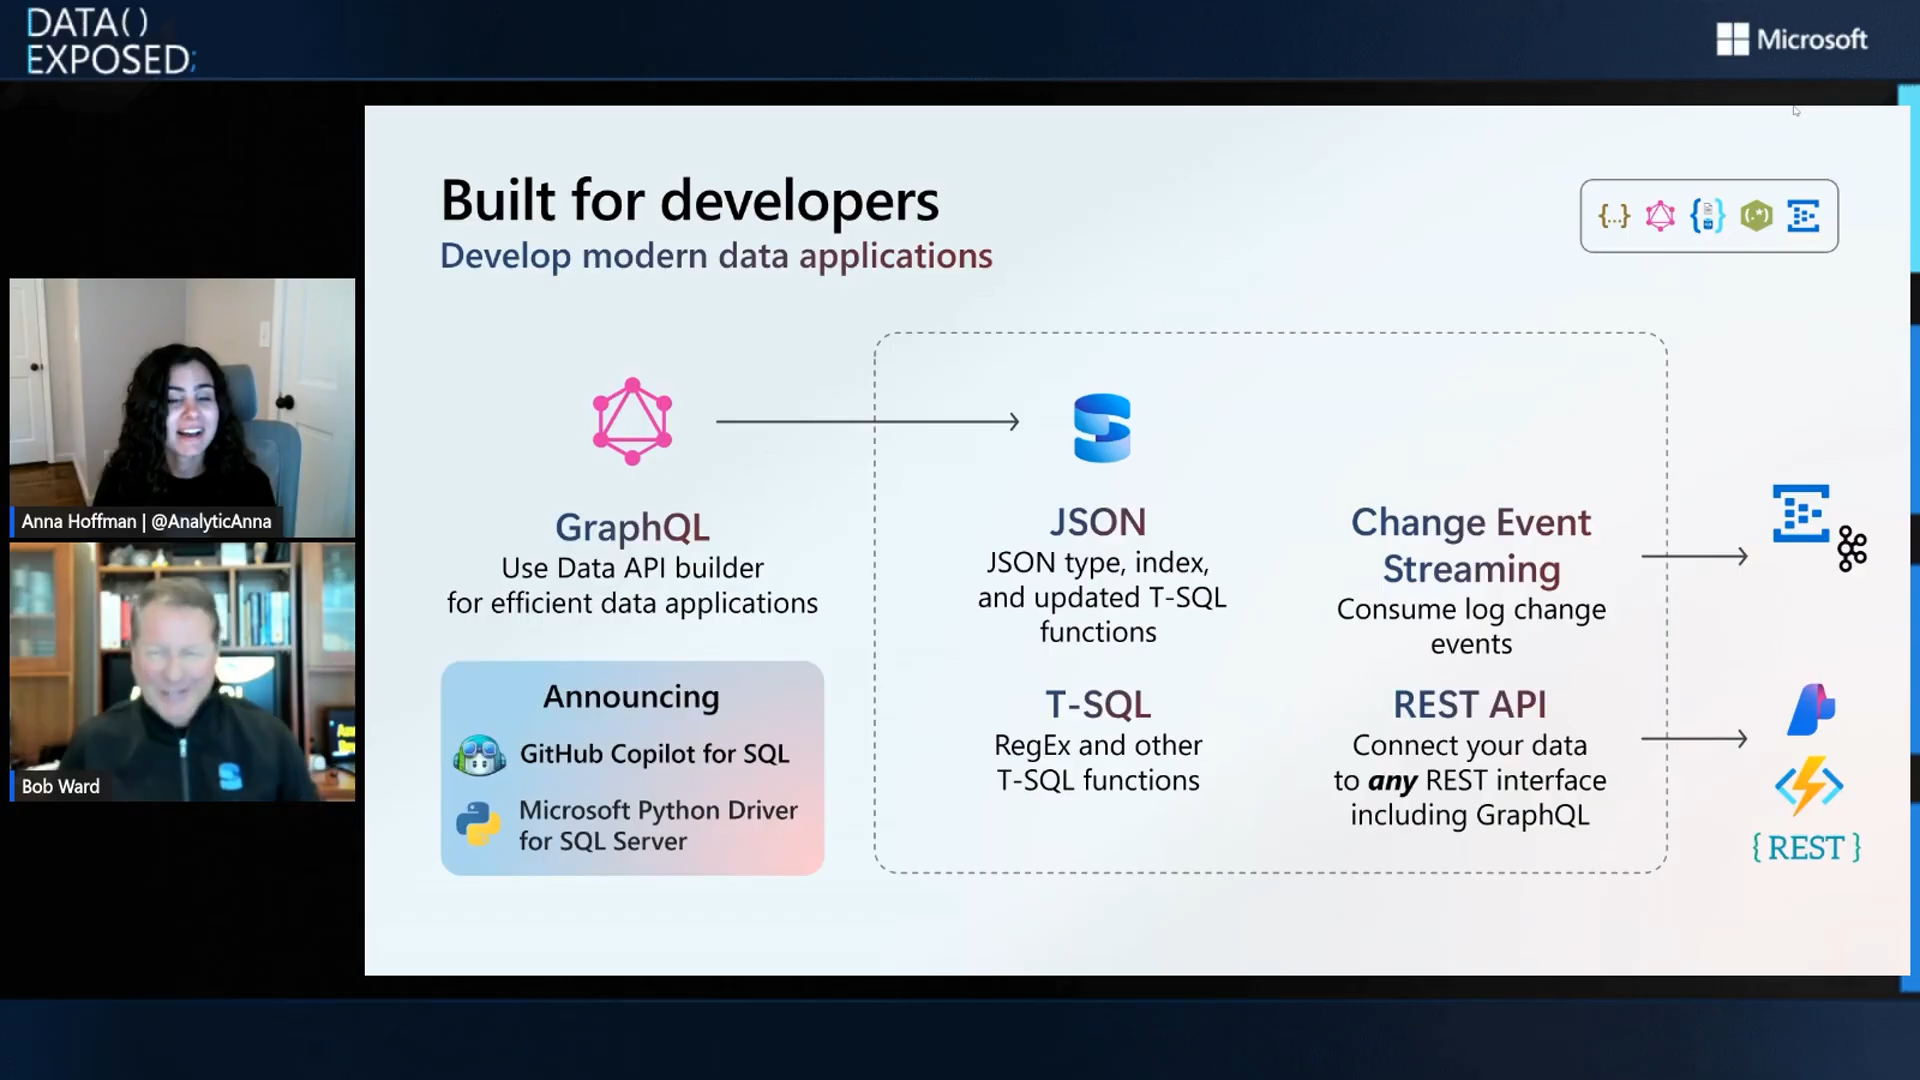 DATA()
EXPOSED;
Microsoft
Built for developers
Develop modern data applications
{...}
(.*)
Anna Hoffman | @AnalyticAnna
Bob Ward
GraphQL
Use Data API builder
for efficient data applications
Announcing
GitHub Copilot for SQL
Microsoft Python Driver
for SQL Server
JSON
JSON type, index,
and updated T-SQL
functions
Change Event
Streaming
Consume log change
events
T-SQL
RegEx and other
T-SQL functions
REST API
Connect your data
to any REST interface
including GraphQL
{ REST }